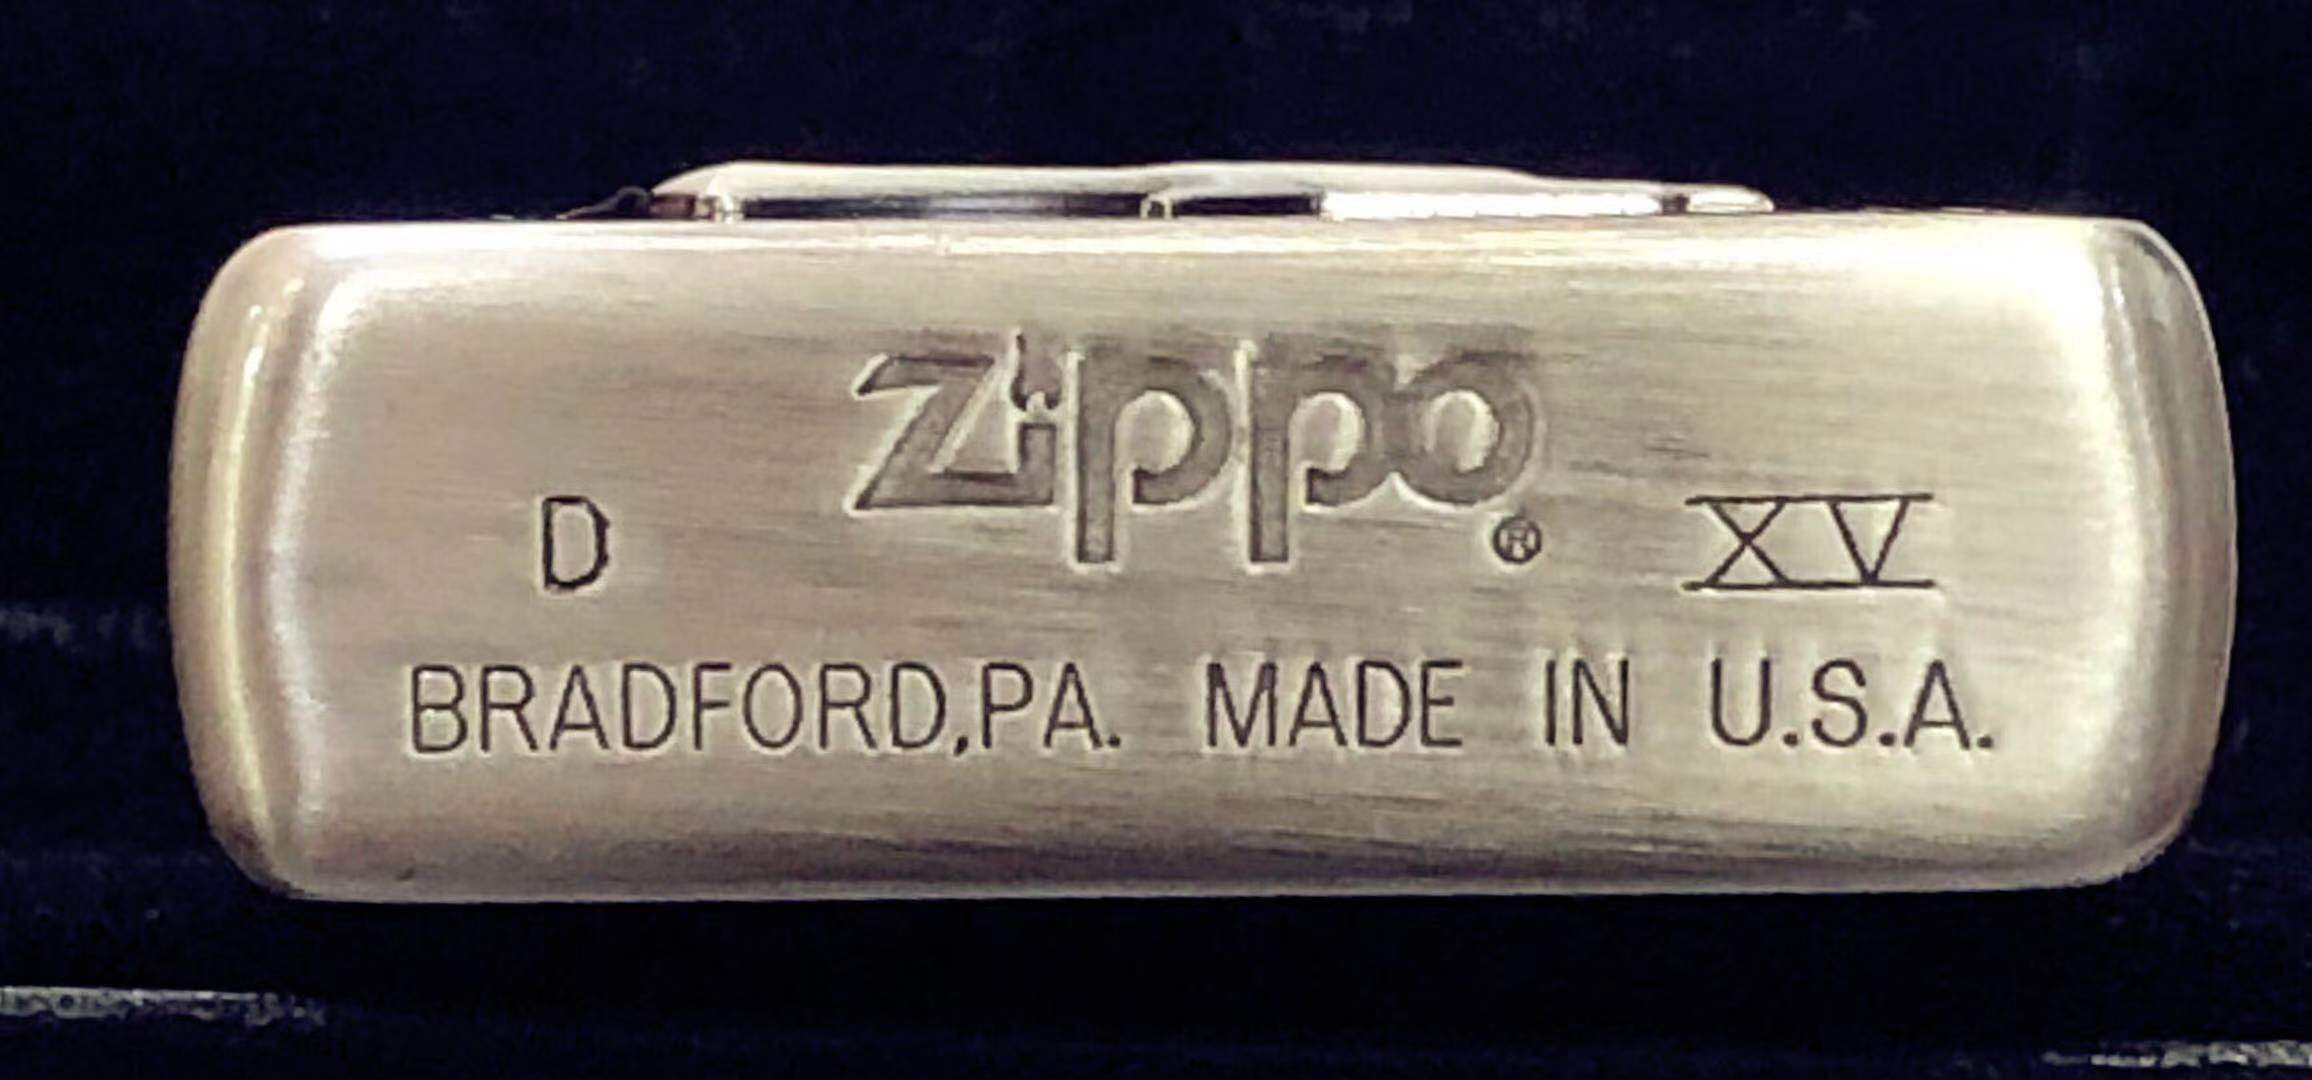 Zippo®
D XV
BRADFORD,PA. MADE IN U.S.A.